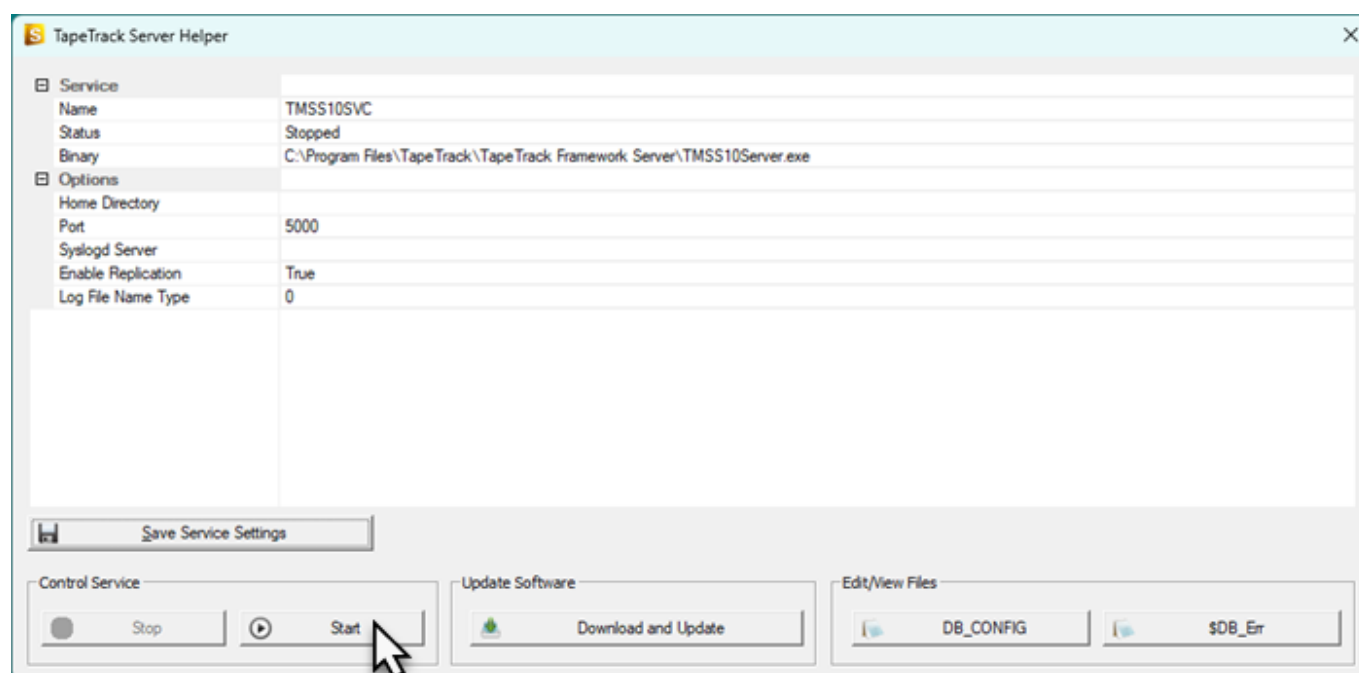 S TapeTrack Server Helper
Service
Name TMSS10SVC
Status Stopped
Binary C:\Program Files\TapeTrack\TapeTrack Framework Server\TMSS10Server.exe
Options
Home Directory
Port 5000
Syslogd Server
Enable Replication True
Log File Name Type 0
Save Service Settings
Control Service Update Software Edit/View Files
Stop Start Download and Update DB_CONFIG $DB_Err